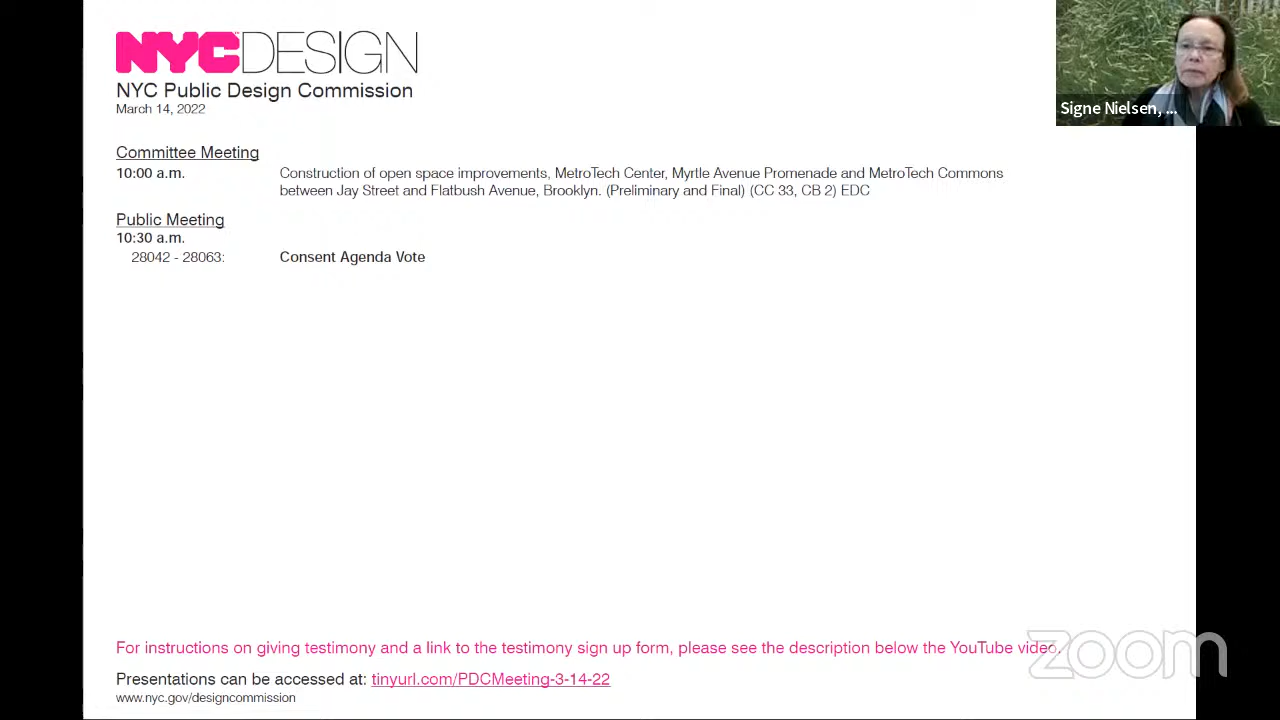 NYCDESIGN
NYC Public Design Commission
March 14, 2022
Signe Nielsen, ...
Committee Meeting
10:00 a.m. Construction of open space improvements, MetroTech Center, Myrtle Avenue Promenade and MetroTech Commons
between Jay Street and Flatbush Avenue, Brooklyn. (Preliminary and Final) (CC 33, CB 2) EDC
Public Meeting
10:30 a.m.
28042 - 28063: Consent Agenda Vote
For instructions on giving testimony and a link to the testimony sign up form, please see the description below the YouTube video.
zoom
Presentations can be accessed at: tinyurl.com/PDCMeeting-3-14-22
www.nyc.gov/designcommission